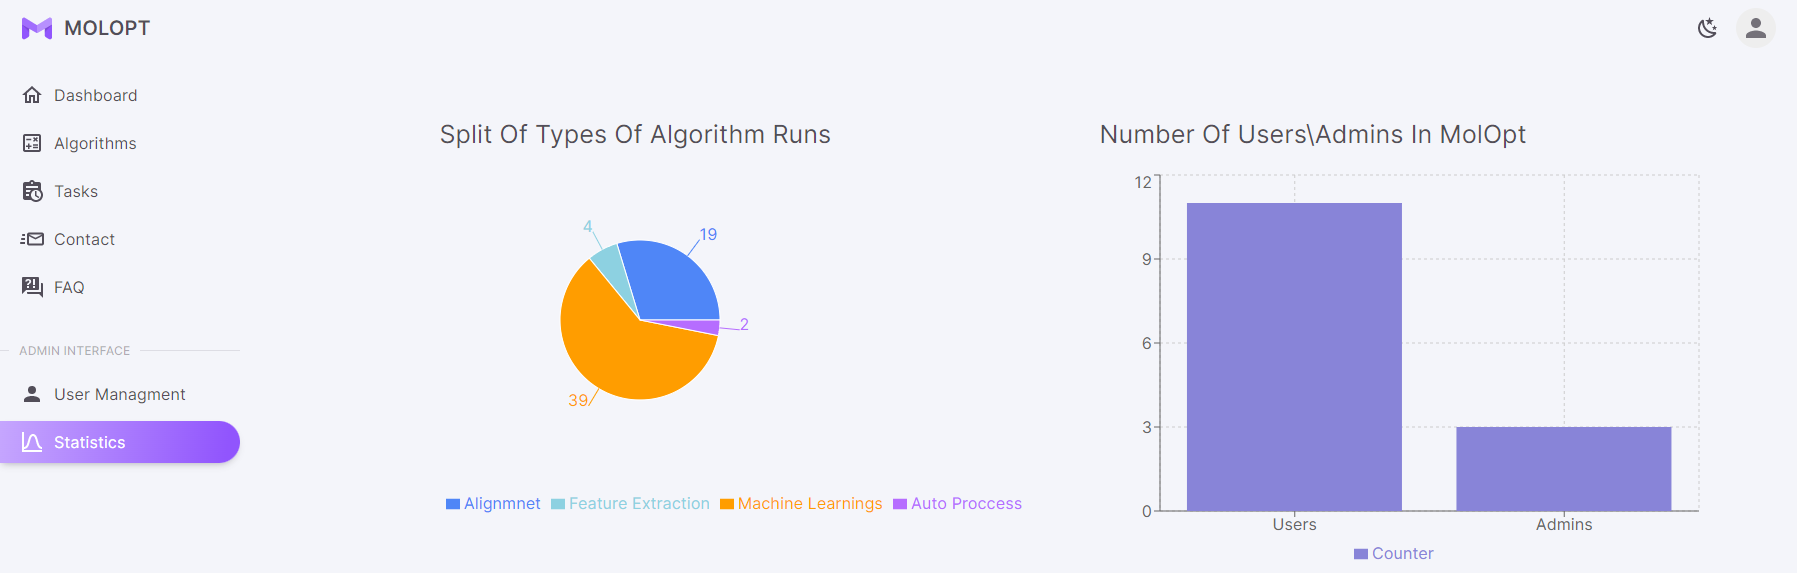 MOLOPT
Dashboard
Algorithms
Tasks
Contact
FAQ
ADMIN INTERFACE
User Managment
Statistics
Split Of Types Of Algorithm Runs
4
19
2
39
Alignmnet Feature Extraction Machine Learnings Auto Proccess
Number Of Users\Admins In MolOpt
12
9
6
3
0
Users Admins
Counter